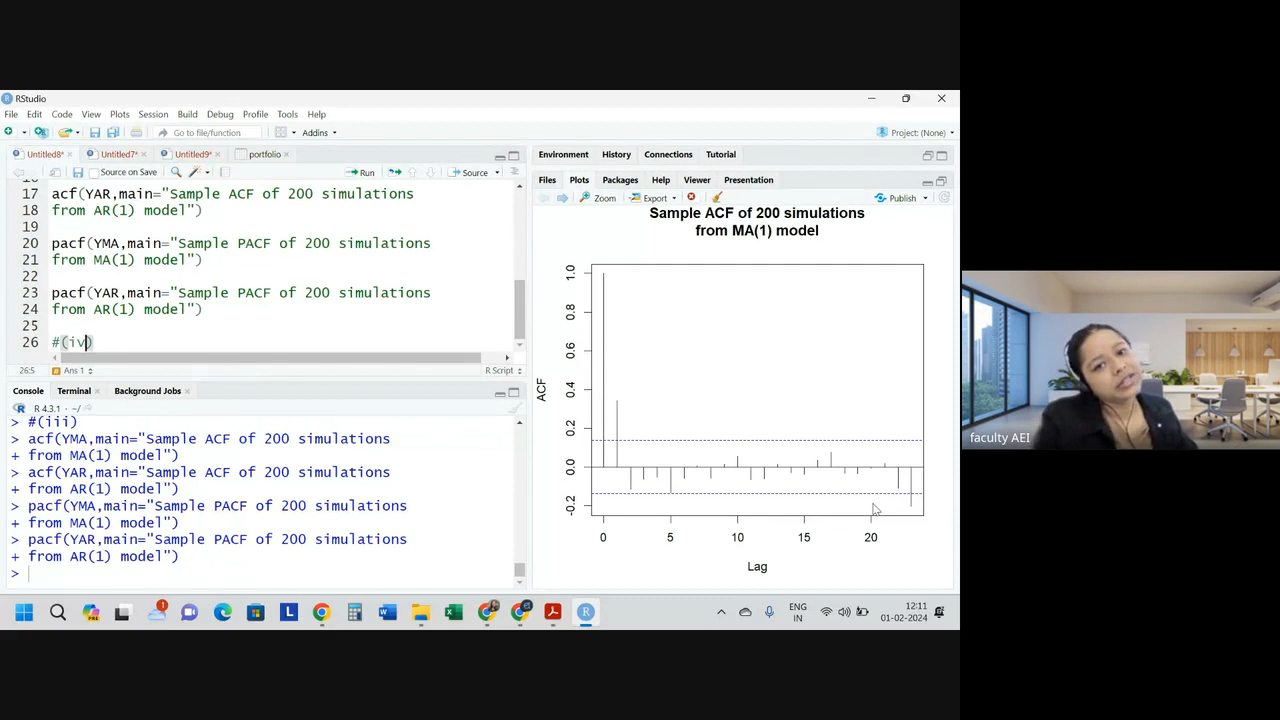 RStudio
File Edit Code View Plots Session Build Debug Profile Tools Help
Go to file/function Addins Project: (None)
Untitled8* Untitled7* Untitled9* portfolio
Source on Save Run Source
17 acf(YAR,main="Sample ACF of 200 simulations
18 from AR(1) model")
19
20 pacf(YMA,main="Sample PACF of 200 simulations
21 from MA(1) model")
22
23 pacf(YAR,main="Sample PACF of 200 simulations
24 from AR(1) model")
25
26 #(iv)
26:5 Ans 1 R Script
Console Terminal Background Jobs
R 4.3.1 · ~/
> #(iii)
> acf(YMA,main="Sample ACF of 200 simulations
+ from MA(1) model")
> acf(YAR,main="Sample ACF of 200 simulations
+ from AR(1) model")
> pacf(YMA,main="Sample PACF of 200 simulations
+ from MA(1) model")
> pacf(YAR,main="Sample PACF of 200 simulations
+ from AR(1) model")
>
Environment History Connections Tutorial
Files Plots Packages Help Viewer Presentation
Zoom Export Publish
Sample ACF of 200 simulations
from MA(1) model
ACF
1.0
0.8
0.6
0.4
0.2
0.0
-0.2
0 5 10 15 20
Lag
faculty AEI
ENG
IN
12:11
01-02-2024